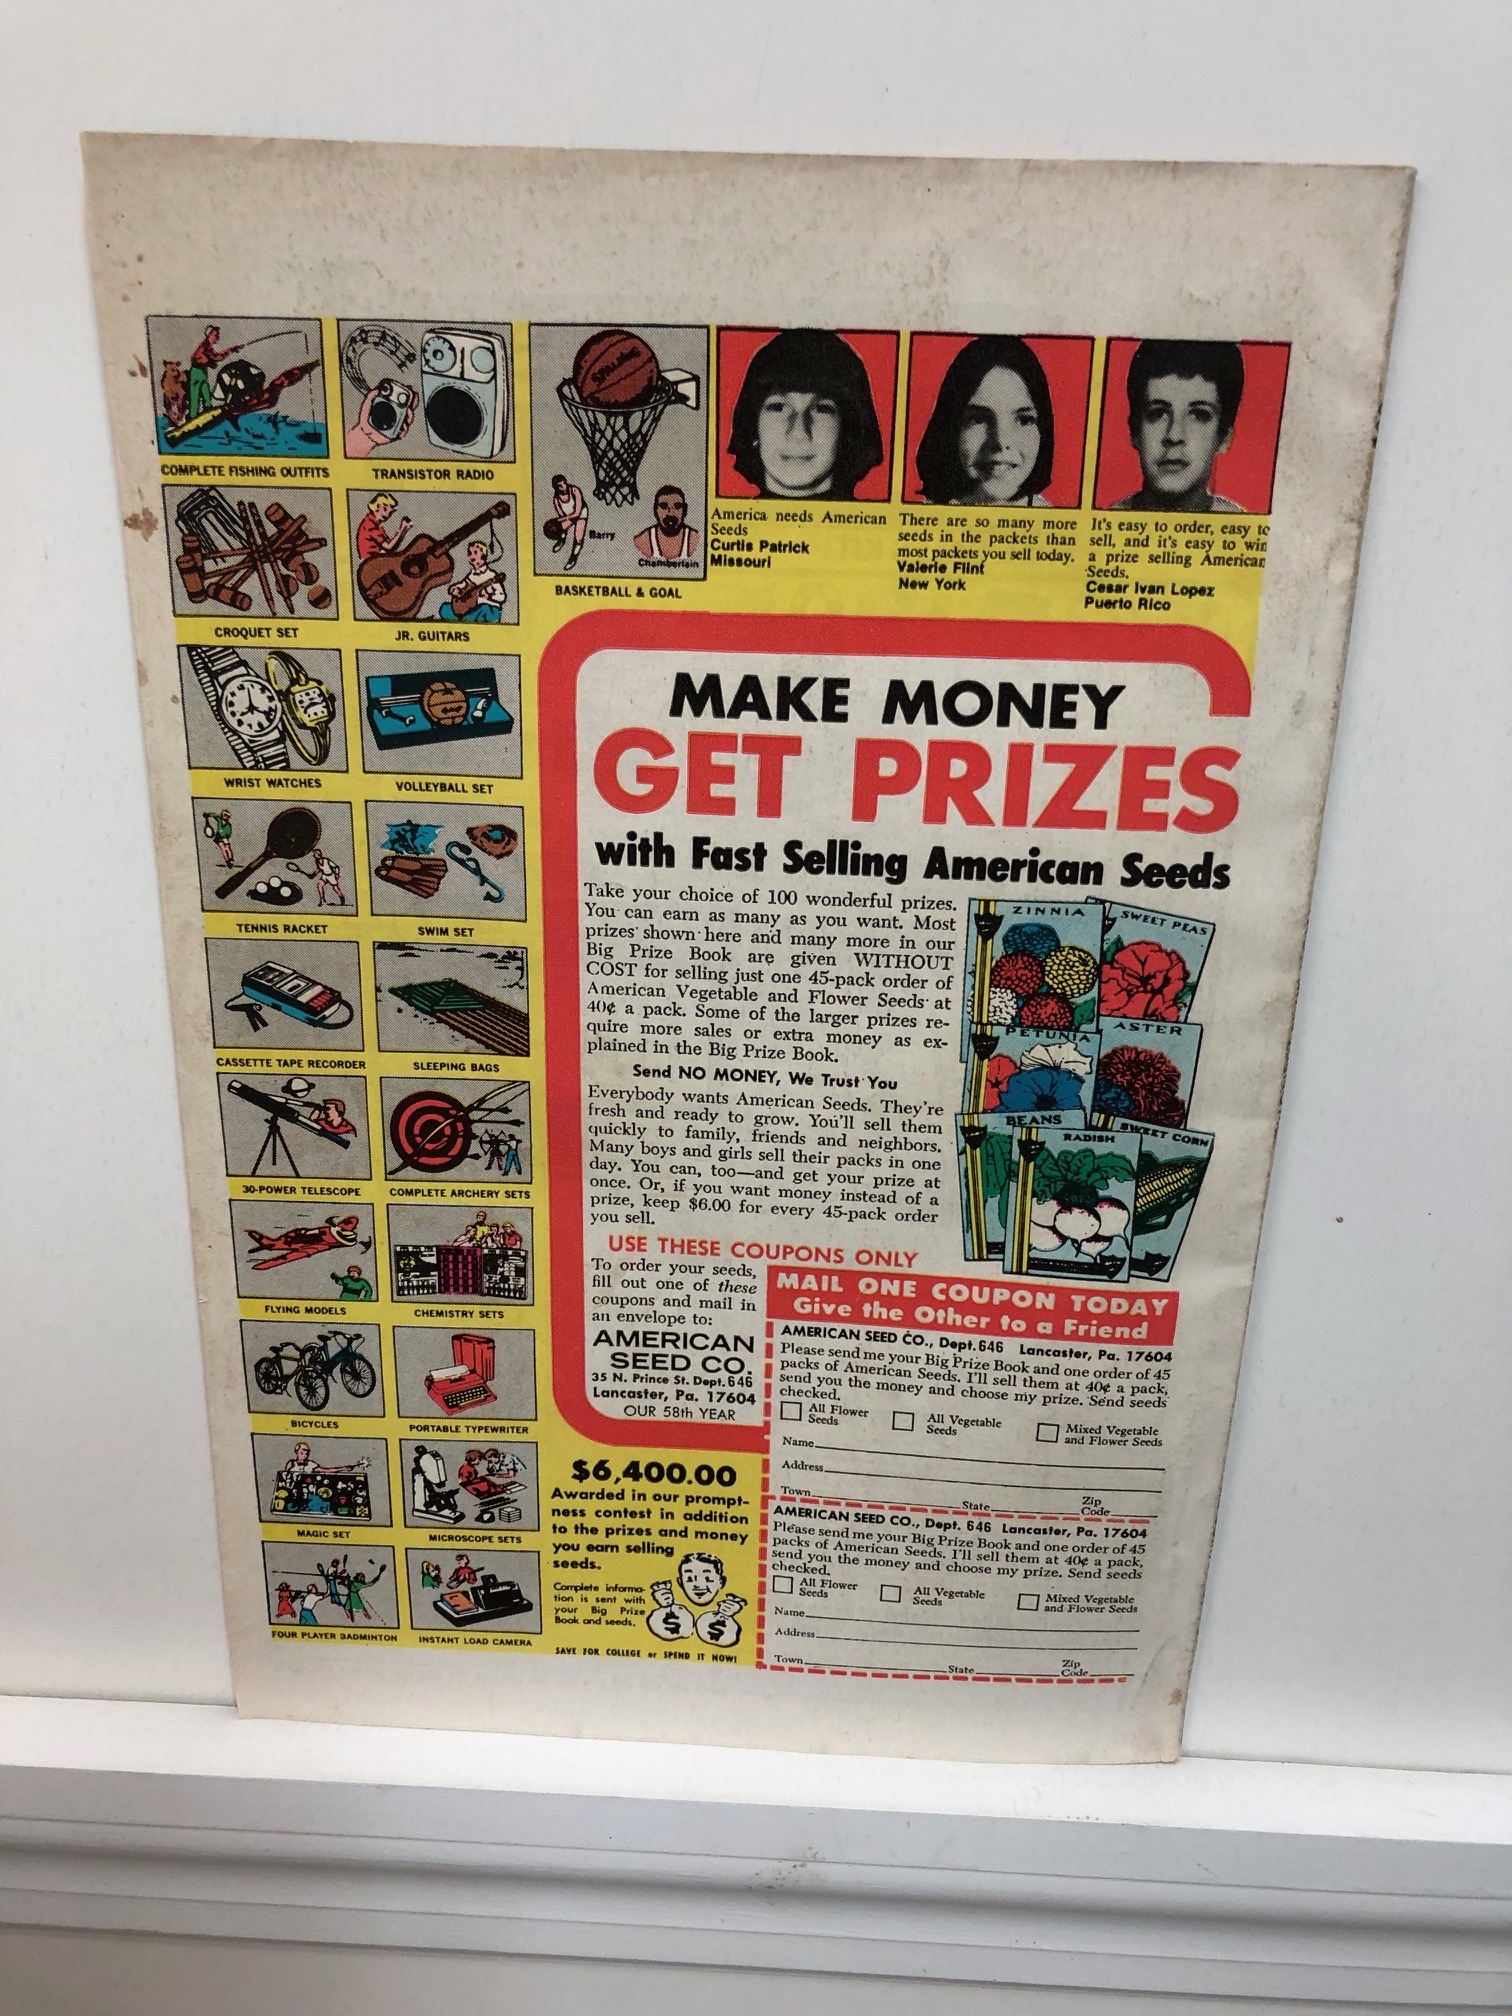 COMPLETE FISHING OUTFITS
TRANSISTOR RADIO
CROQUET SET
JR. GUITARS
WRIST WATCHES
VOLLEYBALL SET
TENNIS RACKET
SWIM SET
CASSETTE TAPE RECORDER
SLEEPING BAGS
30-POWER TELESCOPE
COMPLETE ARCHERY SETS
FLYING MODELS
CHEMISTRY SETS
BICYCLES
PORTABLE TYPEWRITER
MAGIC SET
MICROSCOPE SETS
FOUR PLAYER BADMINTON
INSTANT LOAD CAMERA
SPALDING
Barry
Chamberlain
BASKETBALL & GOAL
America needs American
Seeds
Curtis Patrick
Missouri
There are so many more
seeds in the packets than
most packets you sell today.
Valerie Flint
New York
It's easy to order, easy to
sell, and it's easy to win
a prize selling American
Seeds.
Cesar Ivan Lopez
Puerto Rico
MAKE MONEY
GET PRIZES
with Fast Selling American Seeds
Take your choice of 100 wonderful prizes.
You can earn as many as you want. Most
prizes shown here and many more in our
Big Prize Book are given WITHOUT
COST for selling just one 45-pack order of
American Vegetable and Flower Seeds at
40¢ a pack. Some of the larger prizes re-
quire more sales or extra money as ex-
plained in the Big Prize Book.
Send NO MONEY, We Trust You
Everybody wants American Seeds. They're
fresh and ready to grow. You'll sell them
quickly to family, friends and neighbors.
Many boys and girls sell their packs in one
day. You can, too—and get your prize at
once. Or, if you want money instead of a
prize, keep $6.00 for every 45-pack order
you sell.
ZINNIA
SWEET PEAS
PETUNIA
ASTER
BEANS
RADISH
SWEET CORN
USE THESE COUPONS ONLY
To order your seeds,
fill out one of these
coupons and mail in
an envelope to:
AMERICAN
SEED CO.
35 N. Prince St. Dept. 646
Lancaster, Pa. 17604
OUR 58th YEAR
MAIL ONE COUPON TODAY
Give the Other to a Friend
AMERICAN SEED CO., Dept. 646 Lancaster, Pa. 17604
Please send me your Big Prize Book and one order of 45
packs of American Seeds. I'll sell them at 40¢ a pack,
send you the money and choose my prize. Send seeds
checked.
All Flower
Seeds
All Vegetable
Seeds
Mixed Vegetable
and Flower Seeds
Name
Address
Town State Zip
Code
AMERICAN SEED CO., Dept. 646 Lancaster, Pa. 17604
Please send me your Big Prize Book and one order of 45
packs of American Seeds. I'll sell them at 40¢ a pack,
send you the money and choose my prize. Send seeds
checked.
All Flower
Seeds
All Vegetable
Seeds
Mixed Vegetable
and Flower Seeds
Name
Address
Town State Zip
Code
$6,400.00
Awarded in our prompt-
ness contest in addition
to the prizes and money
you earn selling
seeds.
Complete informa-
tion is sent with
your Big Prize
Book and seeds.
$ $
SAVE FOR COLLEGE or SPEND IT NOW!